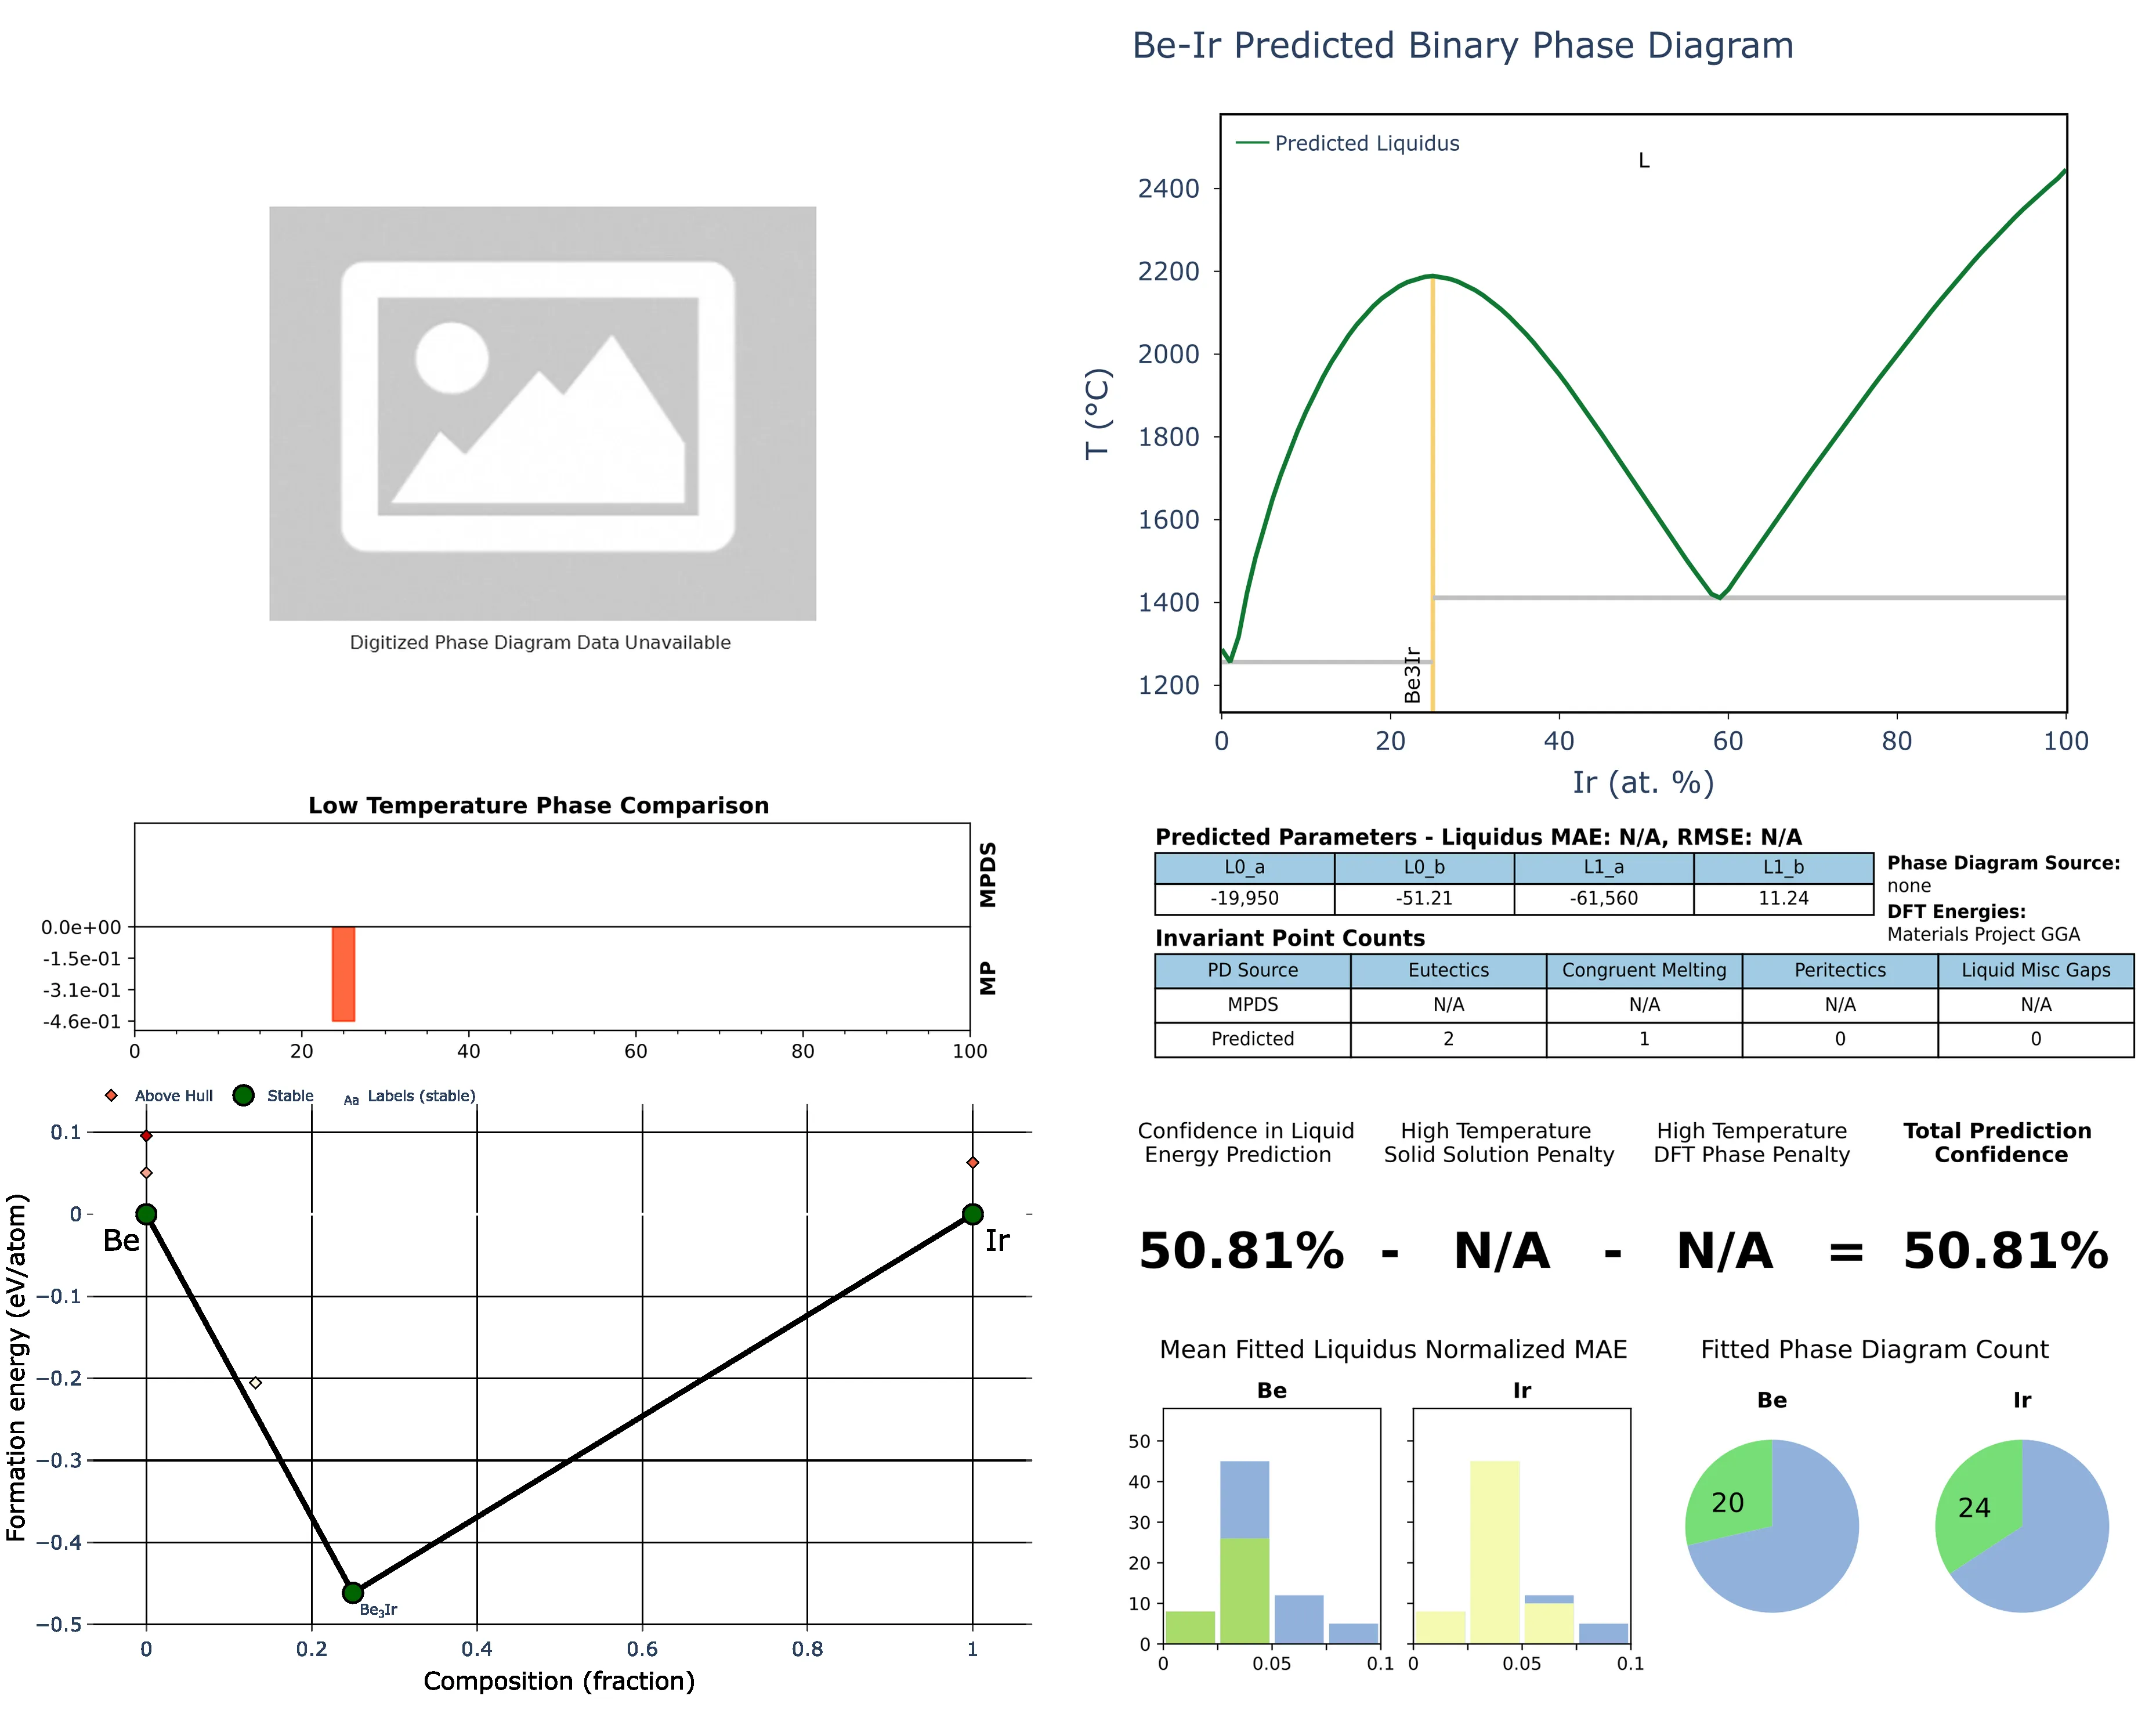 Be-Ir Predicted Binary Phase Diagram
Predicted Liquidus
L
2400
2200
2000
1800
1600
1400
1200
T (°C)
Be3Ir
0 20 40 60 80 100
Ir (at. %)
Digitized Phase Diagram Data Unavailable
Low Temperature Phase Comparison
MPDS
MP
0.0e+00
-1.5e-01
-3.1e-01
-4.6e-01
0 20 40 60 80 100
Predicted Parameters - Liquidus MAE: N/A, RMSE: N/A
L0_a L0_b L1_a L1_b
-19,950 -51.21 -61,560 11.24
Phase Diagram Source:
none
DFT Energies:
Materials Project GGA
Invariant Point Counts
PD Source Eutectics Congruent Melting Peritectics Liquid Misc Gaps
MPDS N/A N/A N/A N/A
Predicted 2 1 0 0
Above Hull Stable Aa Labels (stable)
0.1
0
−0.1
−0.2
−0.3
−0.4
−0.5
Formation energy (eV/atom)
Be
Ir
Be₃Ir
0 0.2 0.4 0.6 0.8 1
Composition (fraction)
Confidence in Liquid
Energy Prediction
High Temperature
Solid Solution Penalty
High Temperature
DFT Phase Penalty
Total Prediction
Confidence
50.81% - N/A - N/A = 50.81%
Mean Fitted Liquidus Normalized MAE
Be
Ir
50
40
30
20
10
0
0 0.05 0.1
0 0.05 0.1
Fitted Phase Diagram Count
Be
Ir
20
24